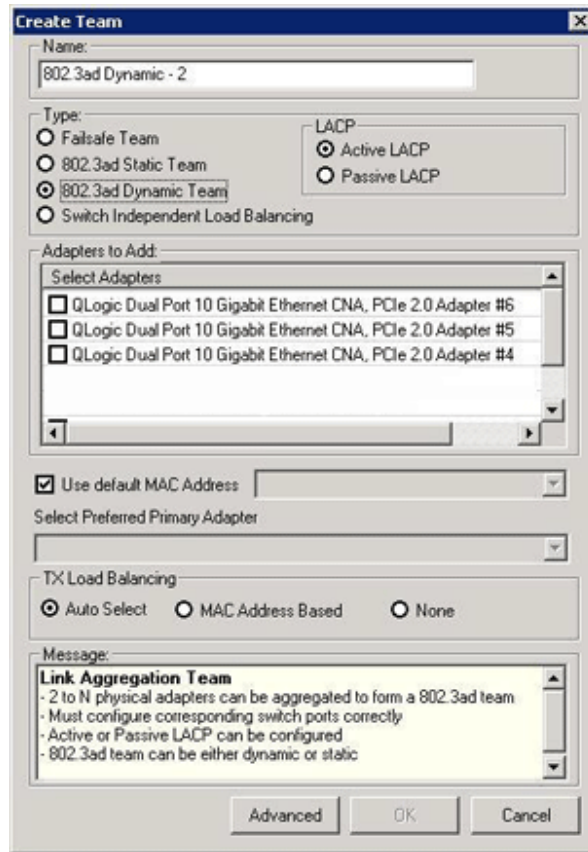 Create Team
Name:
802.3ad Dynamic - 2
Type:
Failsafe Team
802.3ad Static Team
802.3ad Dynamic Team
Switch Independent Load Balancing
LACP
Active LACP
Passive LACP
Adapters to Add:
Select Adapters
QLogic Dual Port 10 Gigabit Ethernet CNA, PCIe 2.0 Adapter #6
QLogic Dual Port 10 Gigabit Ethernet CNA, PCIe 2.0 Adapter #5
QLogic Dual Port 10 Gigabit Ethernet CNA, PCIe 2.0 Adapter #4
Use default MAC Address
Select Preferred Primary Adapter
TX Load Balancing
Auto Select
MAC Address Based
None
Message:
Link Aggregation Team
- 2 to N physical adapters can be aggregated to form a 802.3ad team
- Must configure corresponding switch ports correctly
- Active or Passive LACP can be configured
- 802.3ad team can be either dynamic or static
Advanced
OK
Cancel